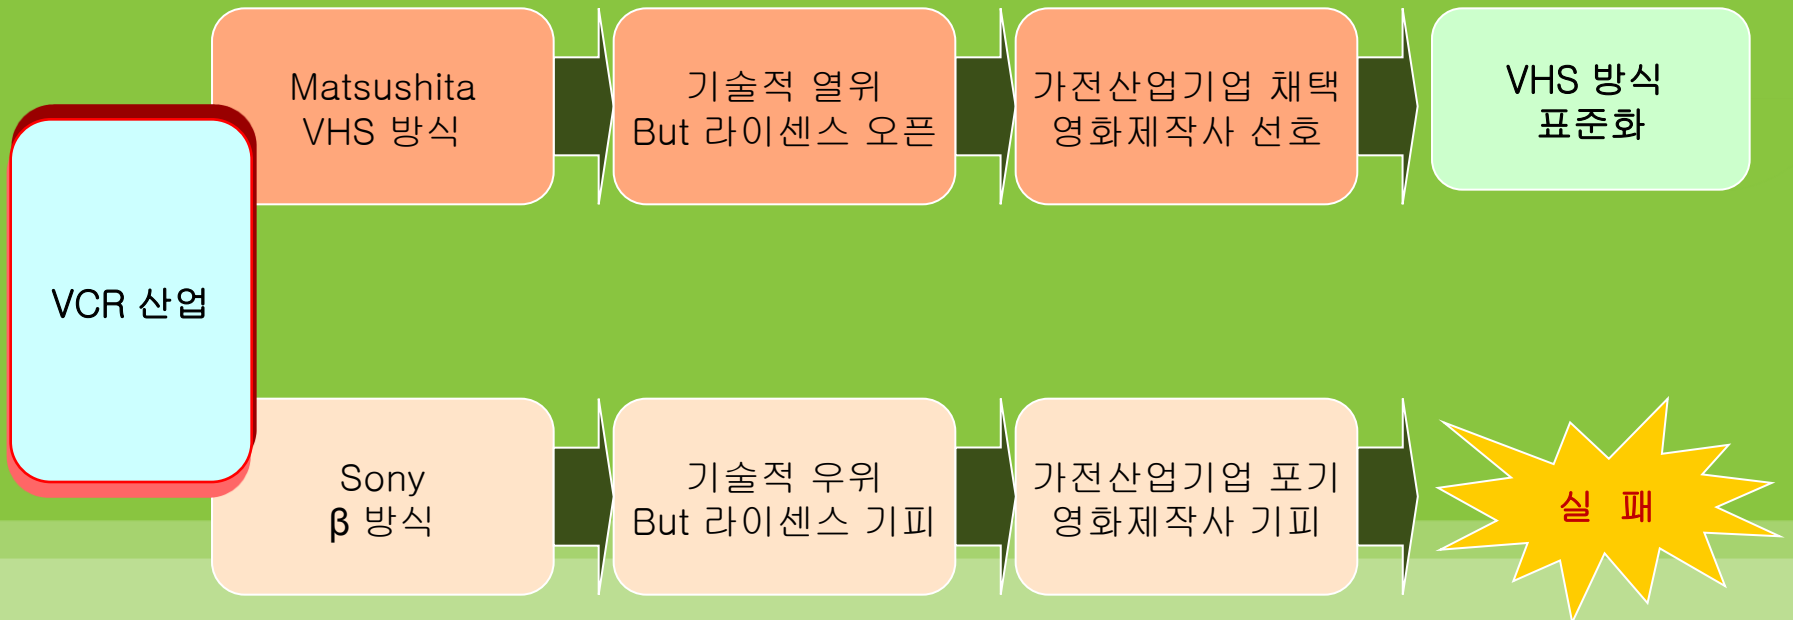 VCR 산업
Matsushita
VHS 방식
기술적 열위
But 라이센스 오픈
가전산업기업 채택
영화제작사 선호
VHS 방식
표준화
Sony
β 방식
기술적 우위
But 라이센스 기피
가전산업기업 포기
영화제작사 기피
실 패